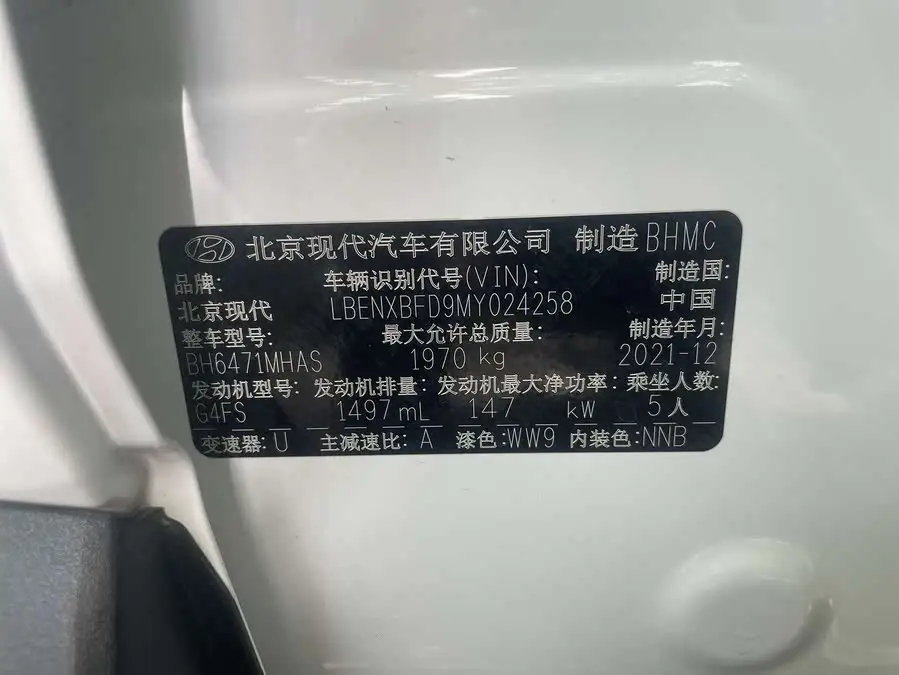 北京现代汽车有限公司 制造 BHMC
品牌: 车辆识别代号(VIN): 制造国:
北京现代 LBENXBFD9MY024258 中国
整车型号: 最大允许总质量: 制造年月:
BH6471MHAS 1970 kg 2021-12
发动机型号: 发动机排量: 发动机最大净功率: 乘坐人数:
G4FS 1497 mL 147 kW 5人
变速器: U 主减速比: A 漆色: WW9 内装色: NNB